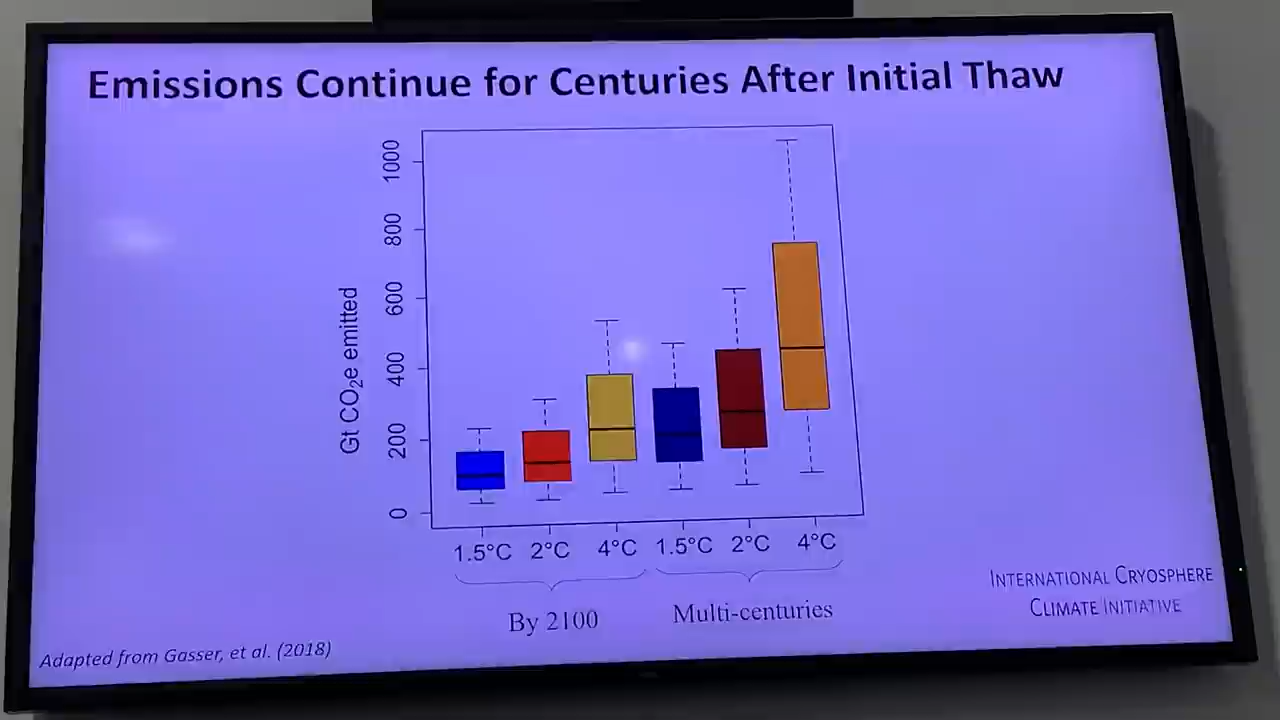 Emissions Continue for Centuries After Initial Thaw
1000
800
600
400
200
0
Gt CO₂e emitted
1.5°C 2°C 4°C 1.5°C 2°C 4°C
By 2100 Multi-centuries
INTERNATIONAL CRYOSPHERE
CLIMATE INITIATIVE
Adapted from Gasser, et al. (2018)